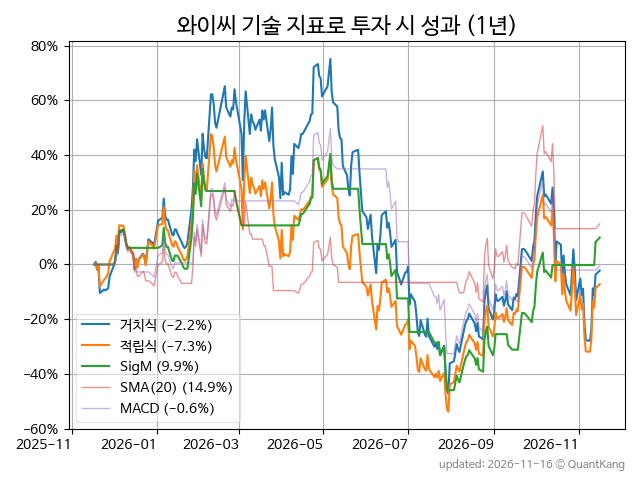 와이씨 기술 지표로 투자 시 성과 (1년)
80%
60%
40%
20%
0%
−20%
−40%
−60%
거치식 (−2.2%)
적립식 (−7.3%)
SigM (9.9%)
SMA(20) (14.9%)
MACD (−0.6%)
2025-11 2026-01 2026-03 2026-05 2026-07 2026-09 2026-11
updated: 2026-11-16 © QuantKang